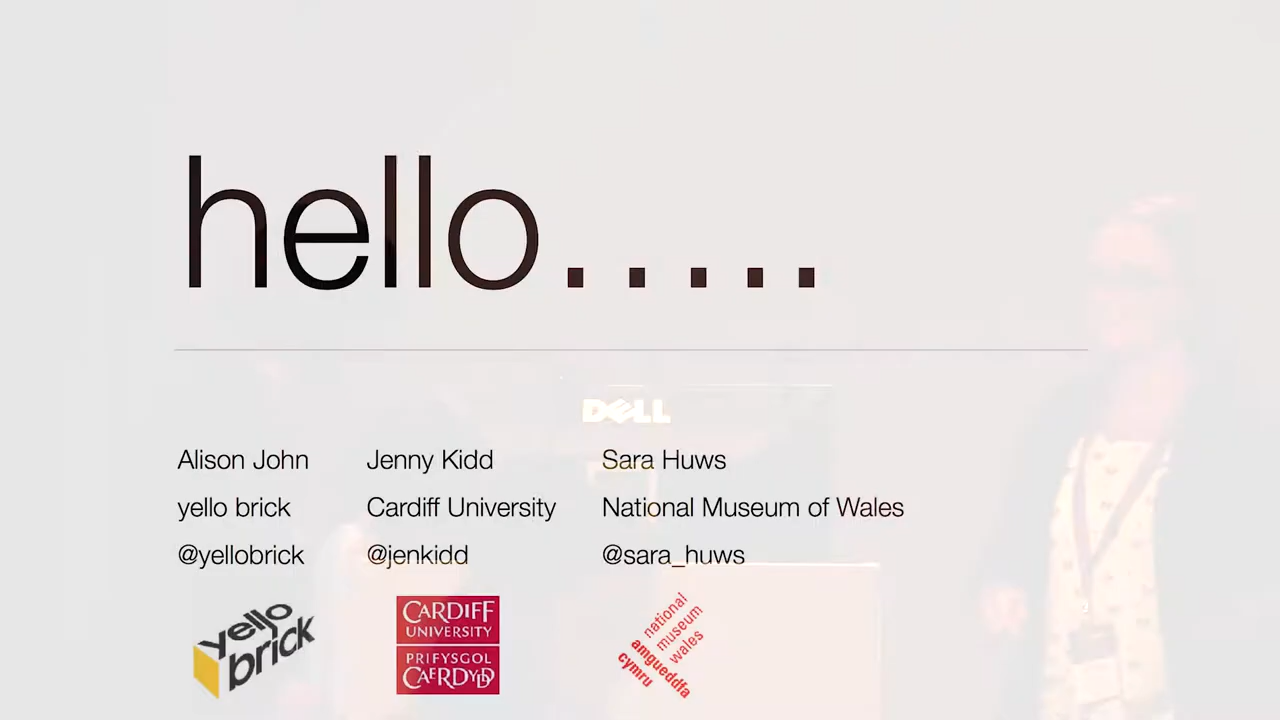 hello.....
DELL
Alison John
Jenny Kidd
Sara Huws
yello brick
Cardiff University
National Museum of Wales
@yellobrick
@jenkidd
@sara_huws
yello
brick
CARDIFF
UNIVERSITY
PRIFYSGOL
CAERDYDD
national
museum
wales
amgueddfa
cymru